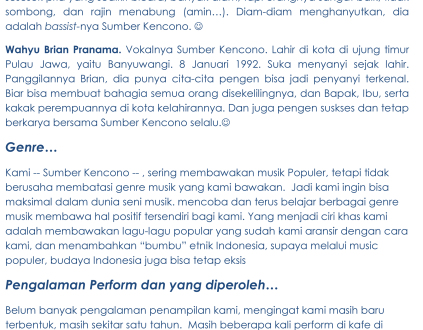 sombong, dan rajin menabung (amin...). Diam-diam menghanyutkan, dia
adalah bassist-nya Sumber Kencono. ☺
Wahyu Brian Pranama. Vokalnya Sumber Kencono. Lahir di kota di ujung timur
Pulau Jawa, yaitu Banyuwangi. 8 Januari 1992. Suka menyanyi sejak lahir.
Panggilannya Brian, dia punya cita-cita pengen bisa jadi penyanyi terkenal.
Biar bisa membuat bahagia semua orang disekelilingnya, dan Bapak, Ibu, serta
kakak perempuannya di kota kelahirannya. Dan juga pengen suskses dan tetap
berkarya bersama Sumber Kencono selalu.☺
Genre...
Kami -- Sumber Kencono -- , sering membawakan musik Populer, tetapi tidak
berusaha membatasi genre musik yang kami bawakan. Jadi kami ingin bisa
maksimal dalam dunia seni musik, mencoba dan terus belajar berbagai genre
musik membawa hal positif tersendiri bagi kami. Yang menjadi ciri khas kami
adalah membawakan lagu-lagu popular yang sudah kami aransir dengan cara
kami, dan menambahkan “bumbu” etnik Indonesia, supaya melalui music
populer, budaya Indonesia juga bisa tetap eksis
Pengalaman Perform dan yang diperoleh...
Belum banyak pengalaman penampilan kami, mengingat kami masih baru
terbentuk, masih sekitar satu tahun. Masih beberapa kali perform di kafe di